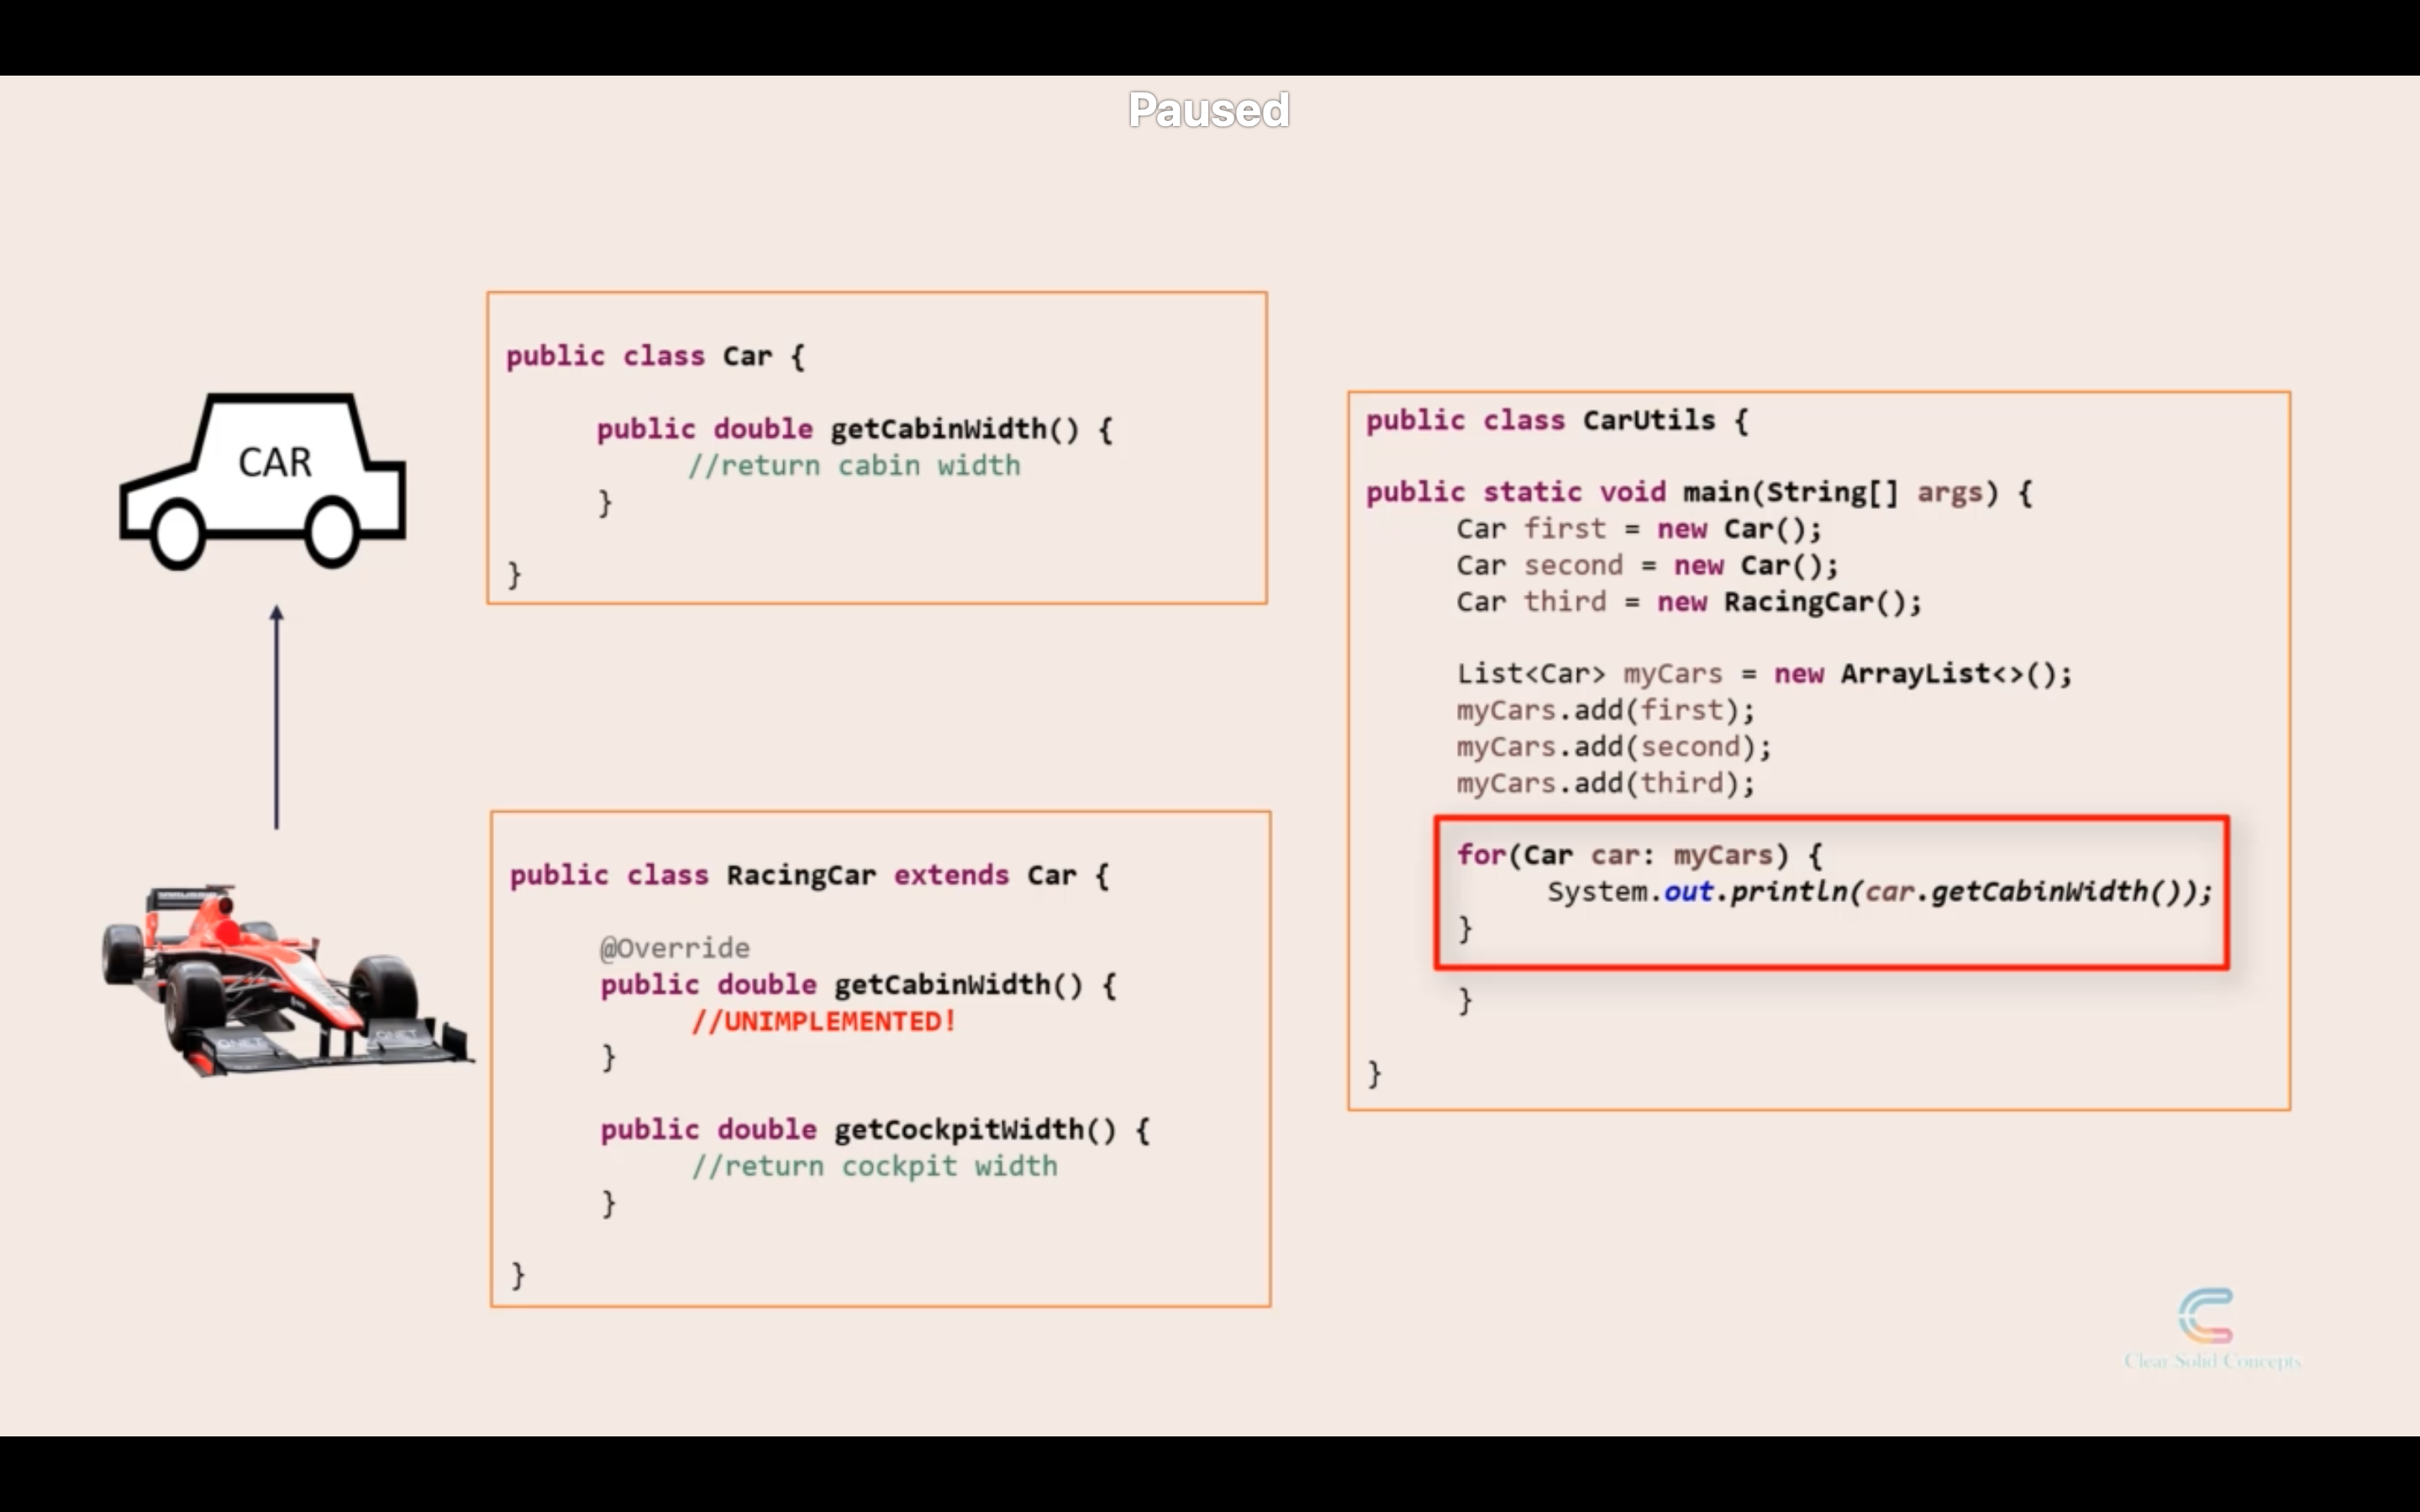 Paused
CAR
public class Car {
public double getCabinWidth() {
//return cabin width
}
}
public class RacingCar extends Car {
@Override
public double getCabinWidth() {
//UNIMPLEMENTED!
}
public double getCockpitWidth() {
//return cockpit width
}
}
public class CarUtils {
public static void main(String[] args) {
Car first = new Car();
Car second = new Car();
Car third = new RacingCar();
List<Car> myCars = new ArrayList<>();
myCars.add(first);
myCars.add(second);
myCars.add(third);
for(Car car: myCars) {
System.out.println(car.getCabinWidth());
}
}
}
QNET
QNET
Clear Solid Concepts